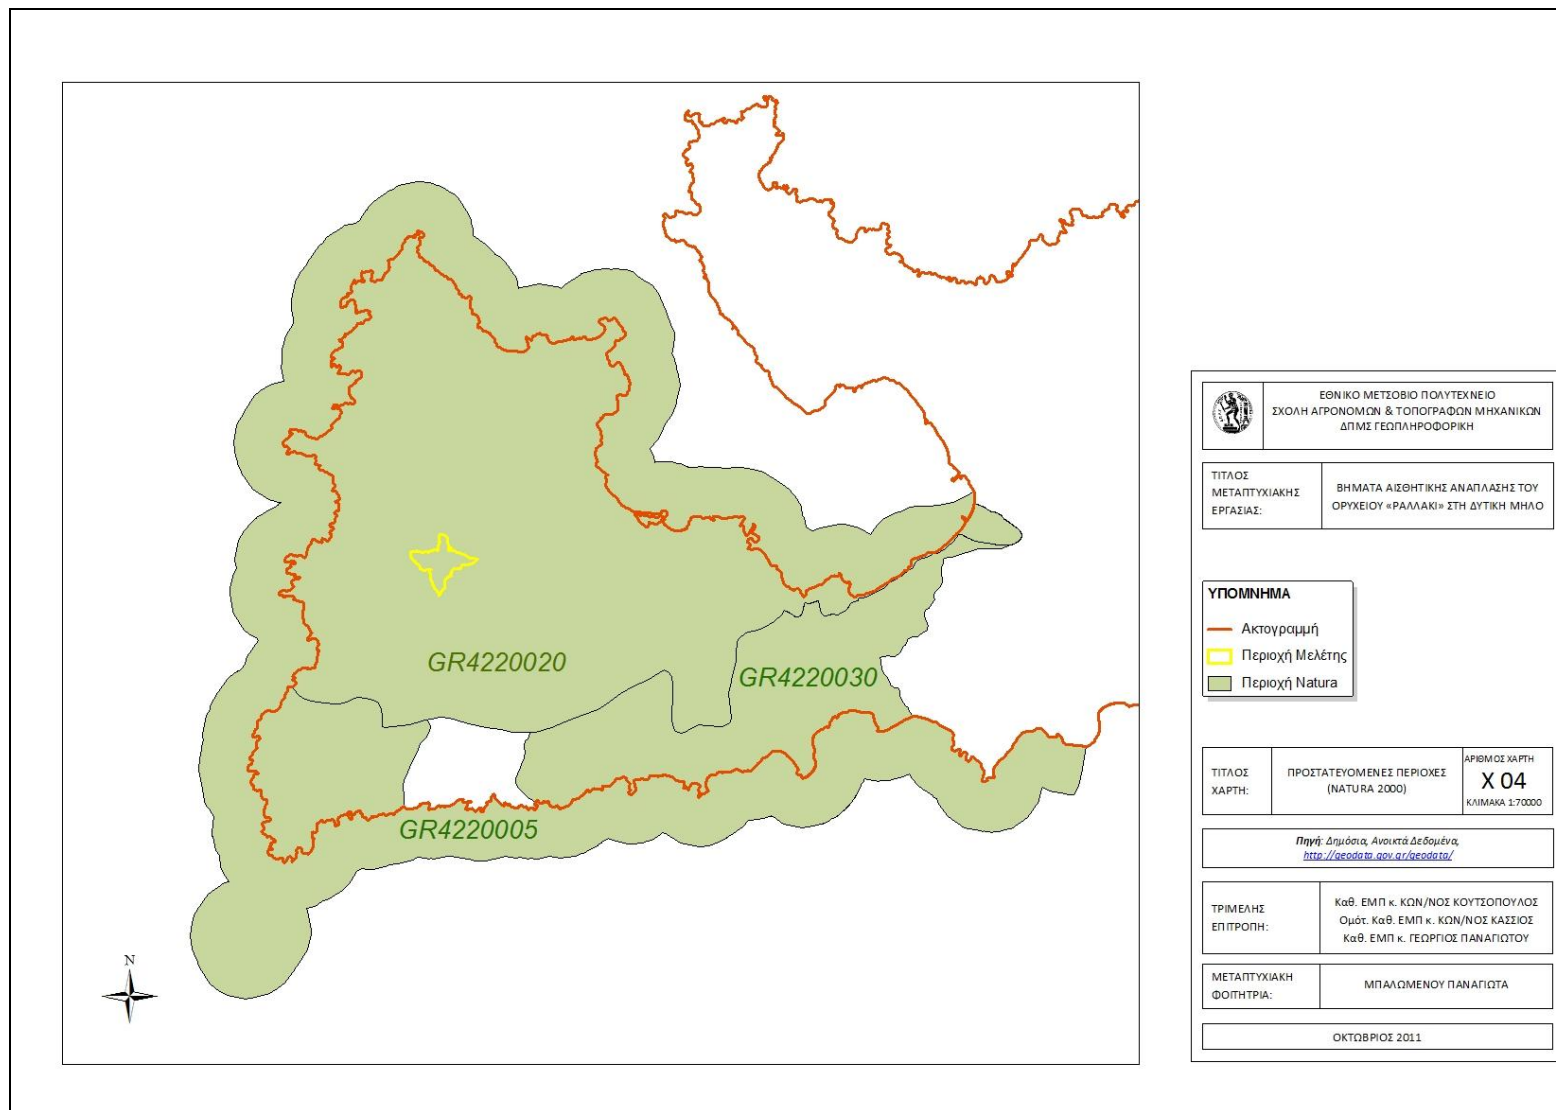 GR4220020
GR4220030
GR4220005
N
ΕΘΝΙΚΟ ΜΕΤΣΟΒΙΟ ΠΟΛΥΤΕΧΝΕΙΟ
ΣΧΟΛΗ ΑΓΡΟΝΟΜΩΝ & ΤΟΠΟΓΡΑΦΩΝ ΜΗΧΑΝΙΚΩΝ
ΔΠΜΣ ΓΕΩΠΛΗΡΟΦΟΡΙΚΗ
ΤΙΤΛΟΣ
ΜΕΤΑΠΤΥΧΙΑΚΗΣ
ΕΡΓΑΣΙΑΣ:
ΒΗΜΑΤΑ ΑΙΣΘΗΤΙΚΗΣ ΑΝΑΠΛΑΣΗΣ ΤΟΥ
ΟΡΥΧΕΙΟΥ «ΡΑΛΛΑΚΙ» ΣΤΗ ΔΥΤΙΚΗ ΜΗΛΟ
ΥΠΟΜΝΗΜΑ
Ακτογραμμή
Περιοχή Μελέτης
Περιοχή Natura
ΤΙΤΛΟΣ
ΧΑΡΤΗ:
ΠΡΟΣΤΑΤΕΥΟΜΕΝΕΣ ΠΕΡΙΟΧΕΣ
(NATURA 2000)
ΑΡΙΘΜΟΣ ΧΑΡΤΗ
Χ 04
ΚΛΙΜΑΚΑ 1:70000
Πηγή: Δημόσια, Ανοικτά Δεδομένα,
http://geodata.gov.gr/geodata/
ΤΡΙΜΕΛΗΣ
ΕΠΙΤΡΟΠΗ:
Καθ. ΕΜΠ κ. ΚΩΝ/ΝΟΣ ΚΟΥΤΣΟΠΟΥΛΟΣ
Ομότ. Καθ. ΕΜΠ κ. ΚΩΝ/ΝΟΣ ΚΑΣΣΙΟΣ
Καθ. ΕΜΠ κ. ΓΕΩΡΓΙΟΣ ΠΑΝΑΓΙΩΤΟΥ
ΜΕΤΑΠΤΥΧΙΑΚΗ
ΦΟΙΤΗΤΡΙΑ:
ΜΠΑΛΩΜΕΝΟΥ ΠΑΝΑΓΙΩΤΑ
ΟΚΤΩΒΡΙΟΣ 2011